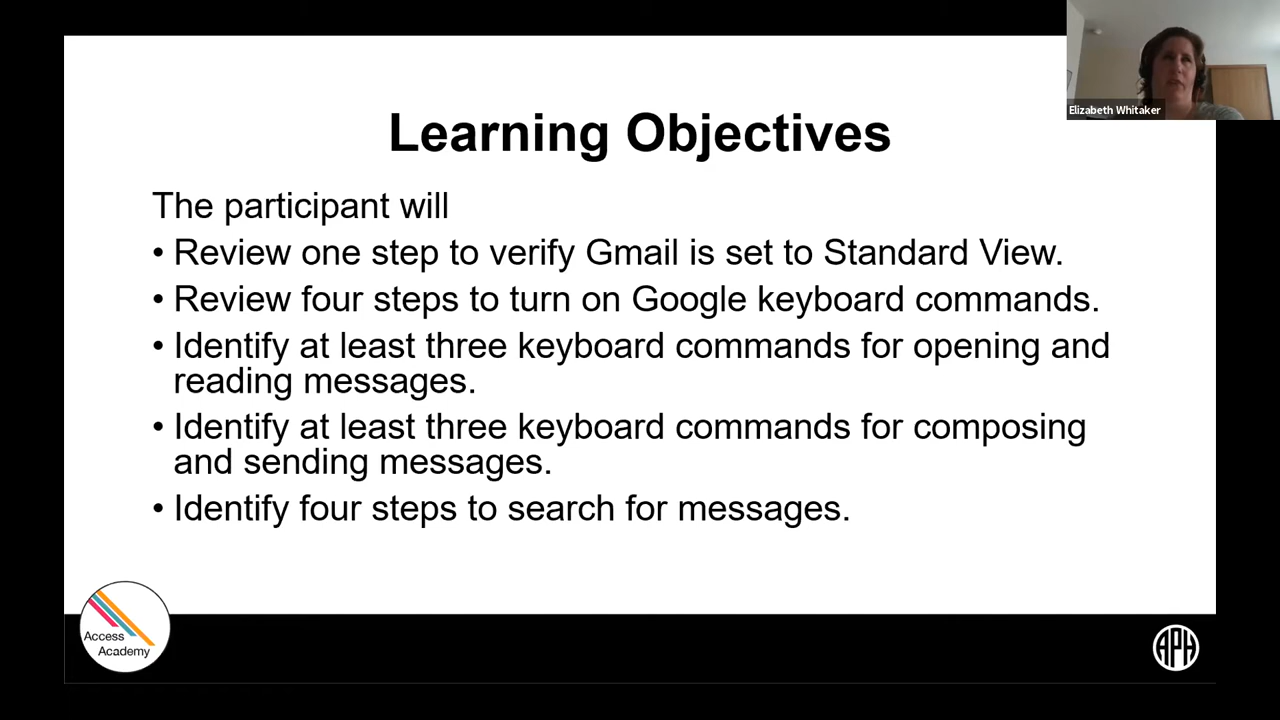 Elizabeth Whitaker
Learning Objectives
The participant will
• Review one step to verify Gmail is set to Standard View.
• Review four steps to turn on Google keyboard commands.
• Identify at least three keyboard commands for opening and
reading messages.
• Identify at least three keyboard commands for composing
and sending messages.
• Identify four steps to search for messages.
Access
Academy
APH